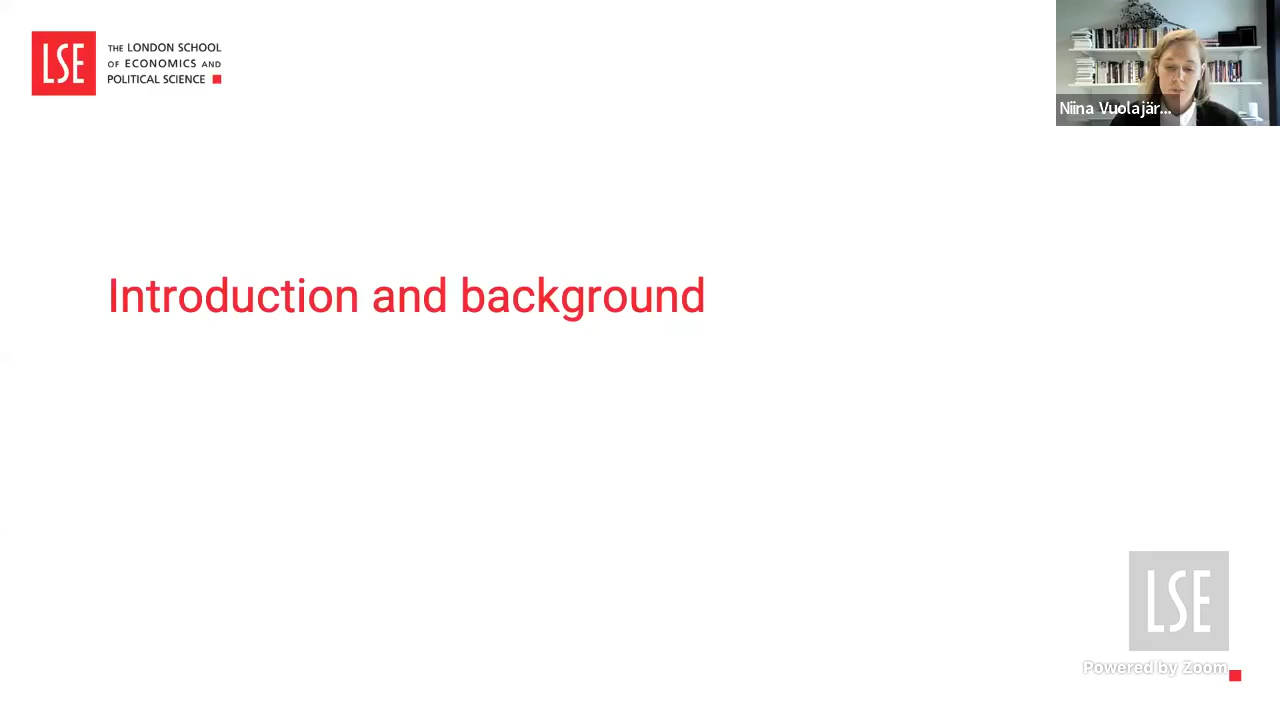 LSE
THE LONDON SCHOOL
OF ECONOMICS AND
POLITICAL SCIENCE
Niina Vuolajär...
Introduction and background
LSE
Powered by Zoom